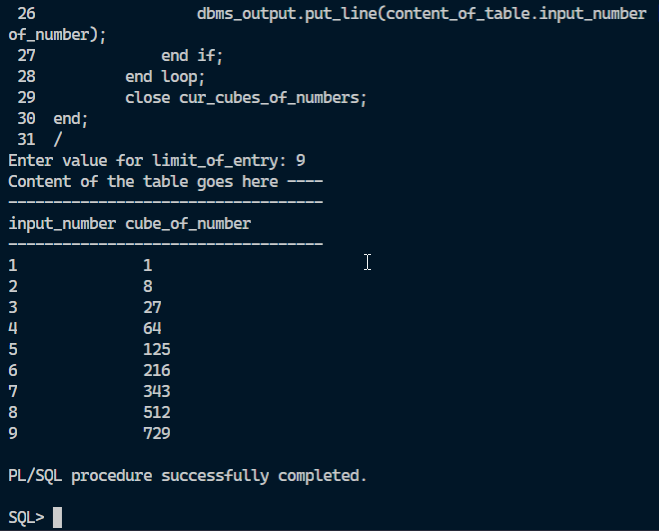 26                  dbms_output.put_line(content_of_table.input_number
of_number);
27              end if;
28          end loop;
29          close cur_cubes_of_numbers;
30  end;
31  /
Enter value for limit_of_entry: 9
Content of the table goes here ----
-----------------------------------
input_number cube_of_number
-----------------------------------
1              1
2              8
3              27
4              64
5              125
6              216
7              343
8              512
9              729
PL/SQL procedure successfully completed.
SQL>